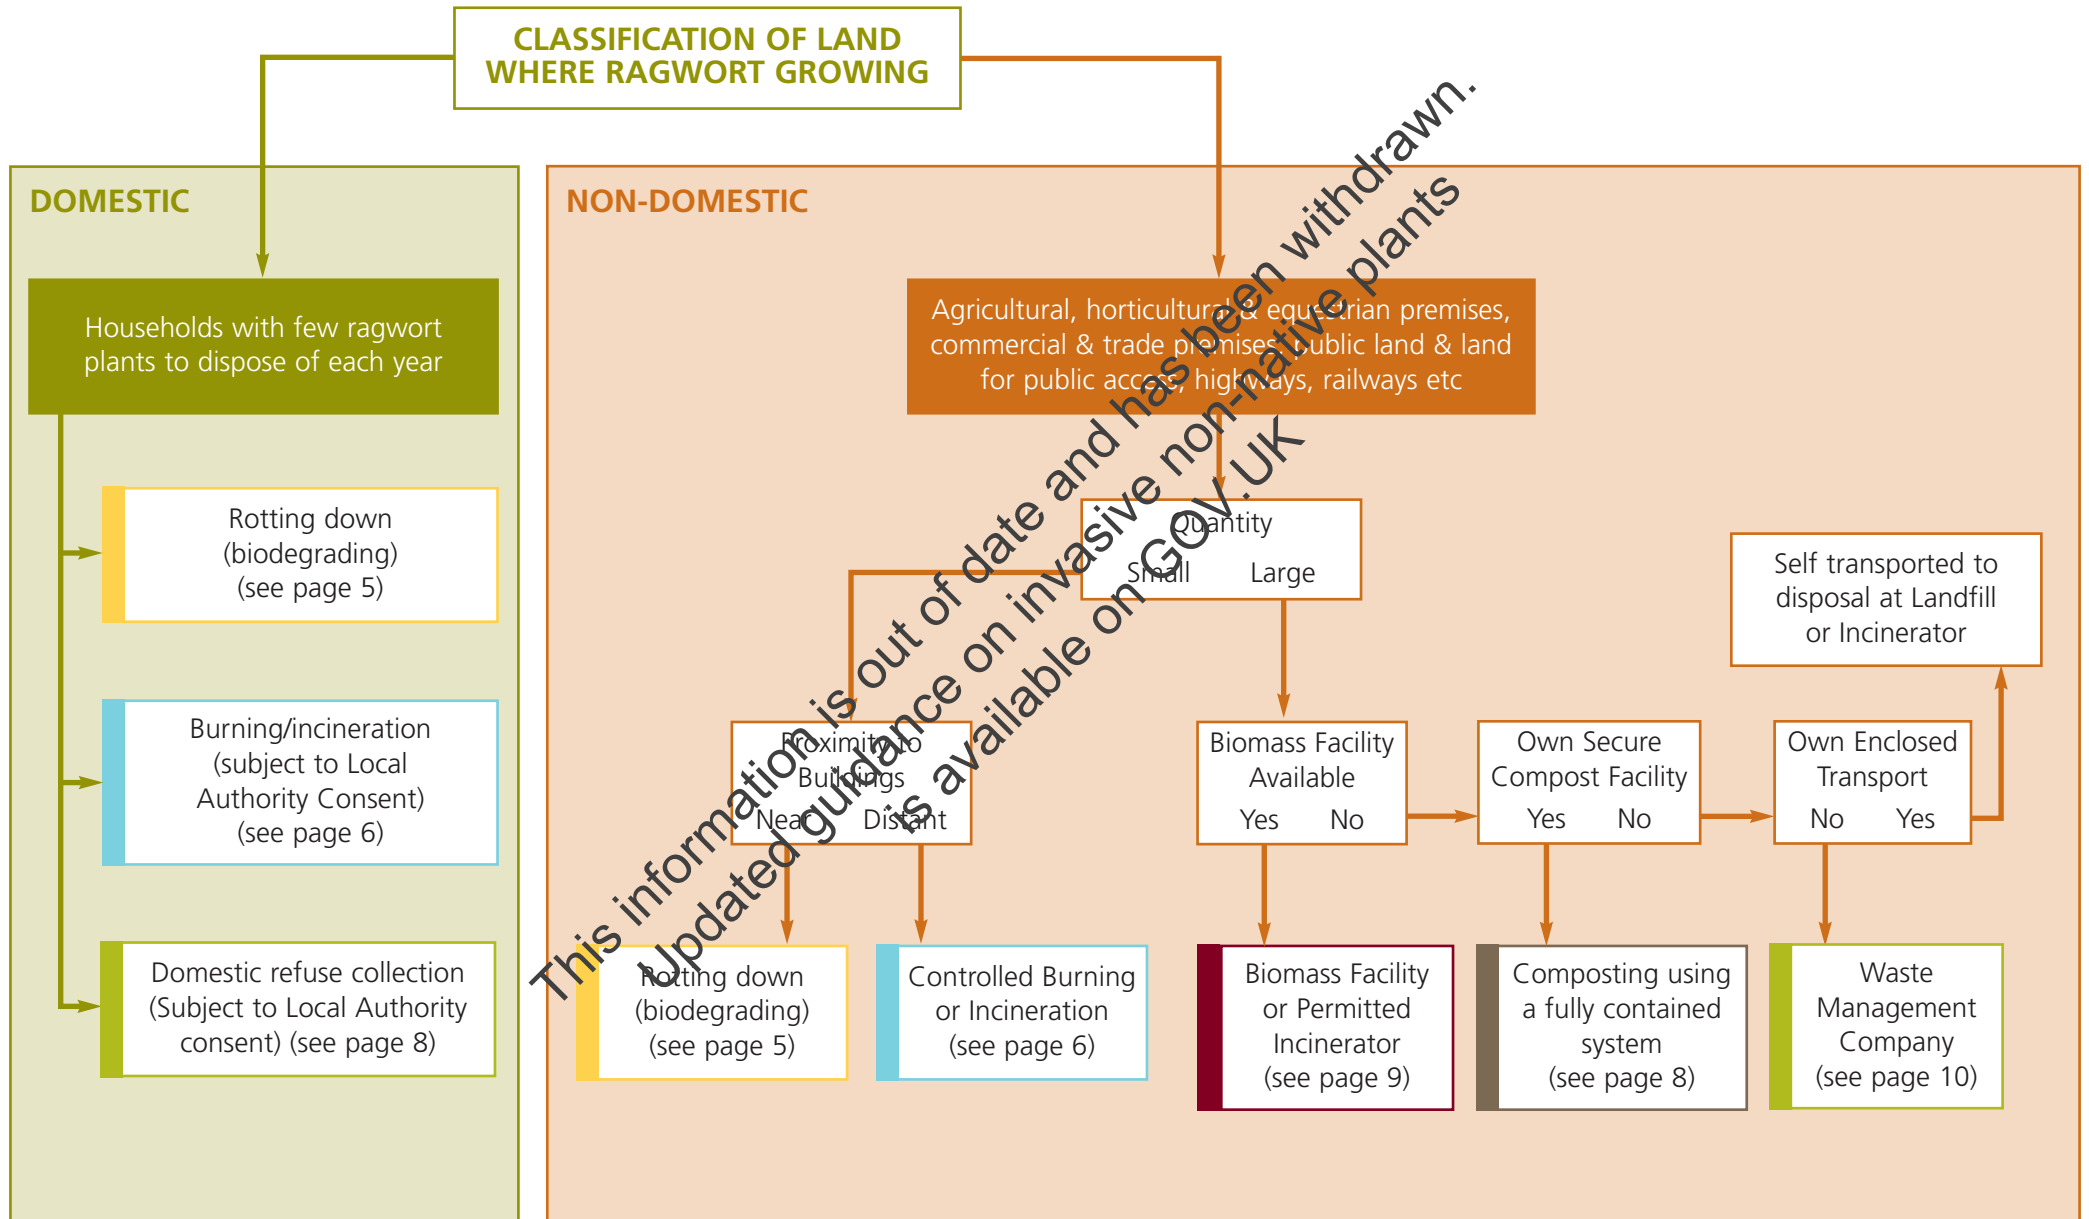 CLASSIFICATION OF LAND
WHERE RAGWORT GROWING
DOMESTIC
Households with few ragwort
plants to dispose of each year
Rotting down
(biodegrading)
(see page 5)
Burning/incineration
(subject to Local
Authority Consent)
(see page 6)
Domestic refuse collection
(Subject to Local Authority
consent) (see page 8)
NON-DOMESTIC
Agricultural, horticultural & equestrian premises,
commercial & trade premises, public land & land
for public access, highways, railways etc
Quantity
Small Large
Proximity to
Buildings
Near Distant
Rotting down
(biodegrading)
(see page 5)
Controlled Burning
or Incineration
(see page 6)
Biomass Facility
Available
Yes No
Biomass Facility
or Permitted
Incinerator
(see page 9)
Own Secure
Compost Facility
Yes No
Composting using
a fully contained
system
(see page 8)
Own Enclosed
Transport
No Yes
Waste
Management
Company
(see page 10)
Self transported to
disposal at Landfill
or Incinerator
This information is out of date and has been withdrawn.
Updated guidance on invasive non-native plants
is available on GOV.UK